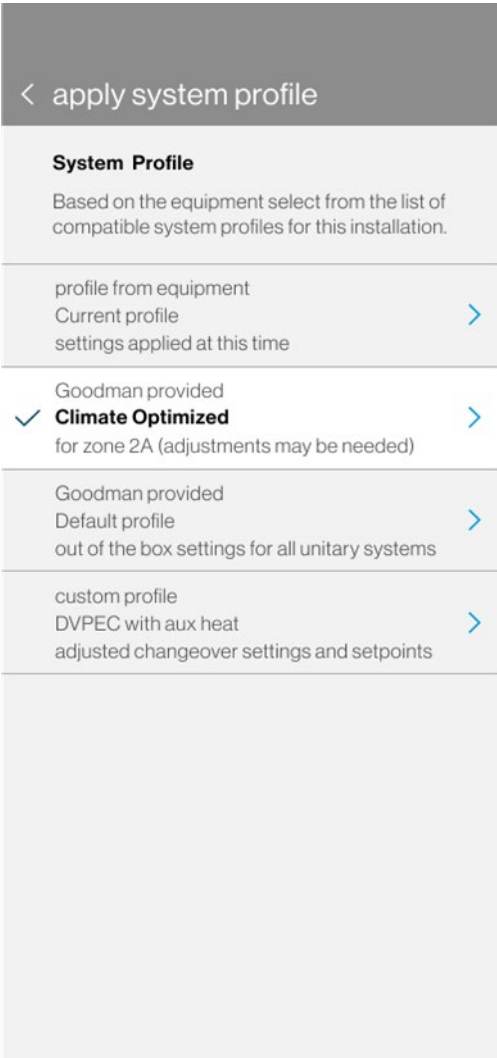 apply system profile
System Profile
Based on the equipment select from the list of
compatible system profiles for this installation.
profile from equipment
Current profile
settings applied at this time
Goodman provided
Climate Optimized
for zone 2A (adjustments may be needed)
Goodman provided
Default profile
out of the box settings for all unitary systems
custom profile
DVPEC with aux heat
adjusted changeover settings and setpoints